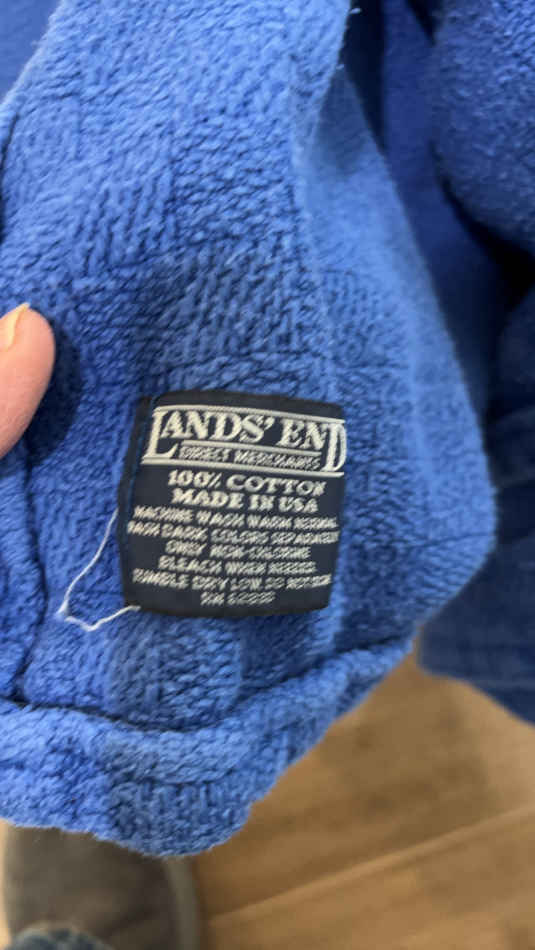 LANDS' END
DIRECT MERCHANTS
100% COTTON
MADE IN USA
MACHINE WASH WARM NORMAL
WASH DARK COLORS SEPARATELY
ONLY NON-CHLORINE
BLEACH WHEN NEEDED.
TUMBLE DRY LOW,
RN